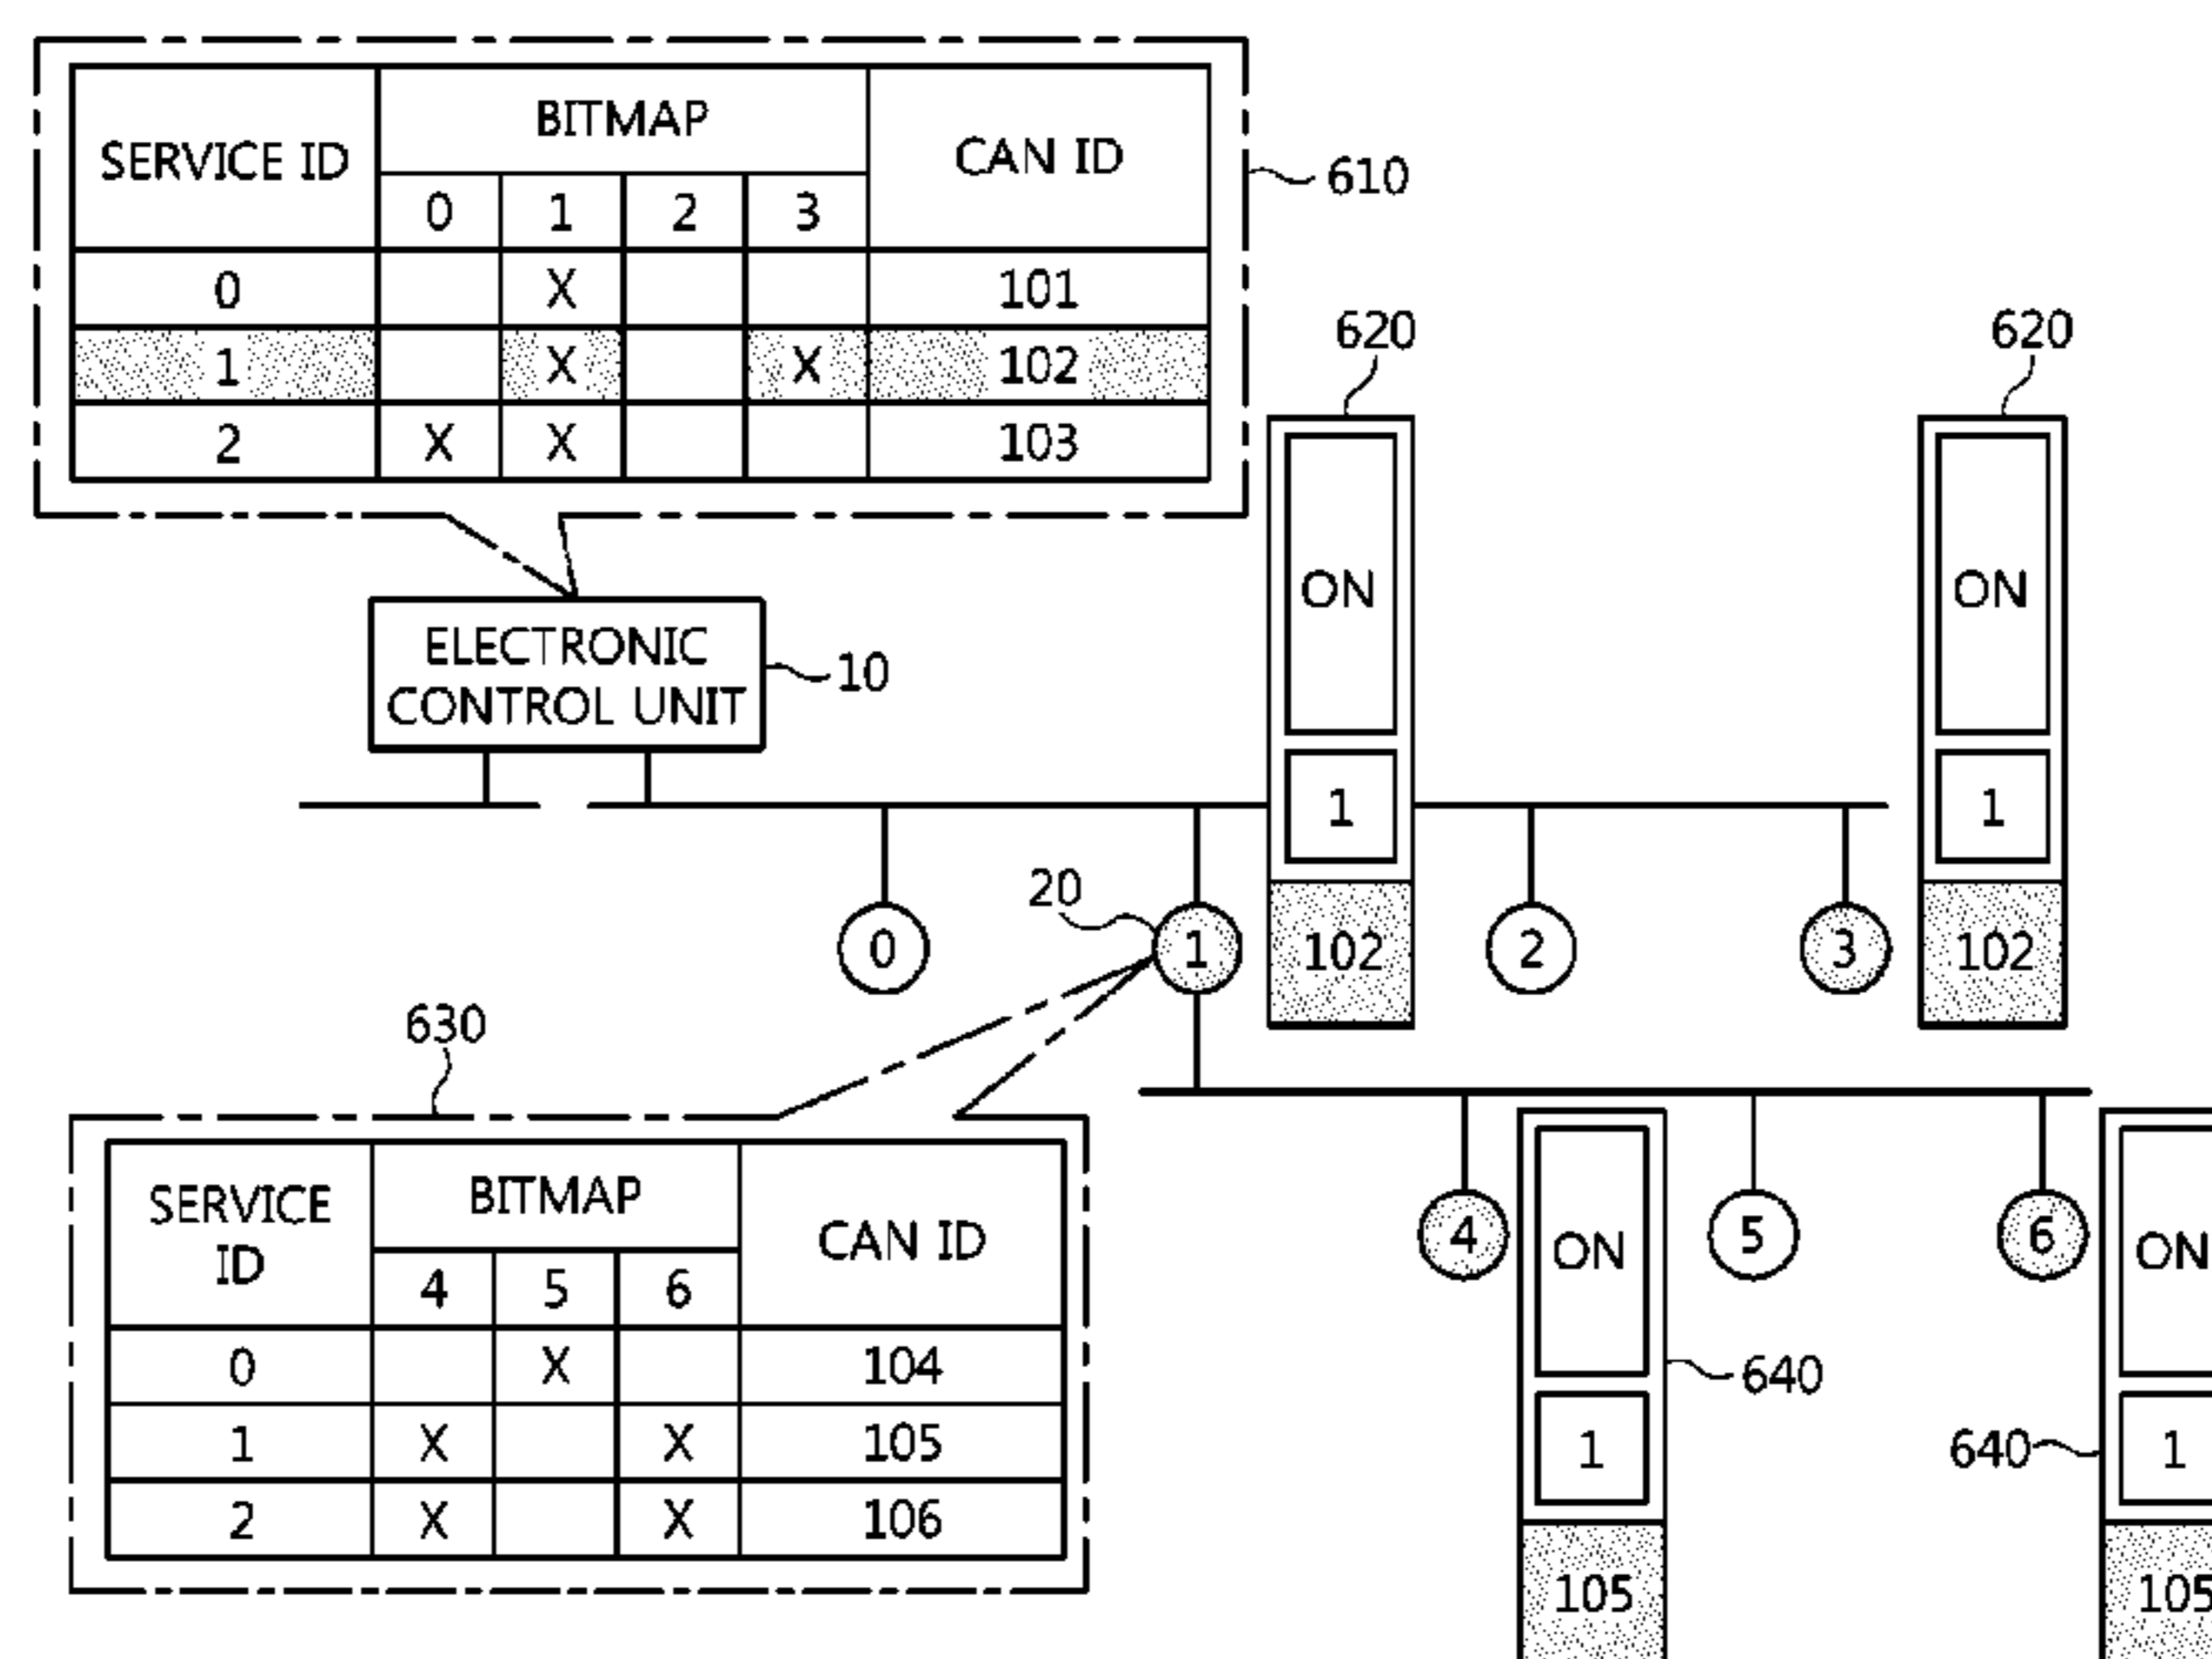 SERVICE ID BITMAP CAN ID
0 1 2 3
0 X 101
1 X X 102
2 X X 103
610
620 620
ELECTRONIC
CONTROL UNIT
10
ON ON
1 1
20
0 1 102 2 3 102
630
SERVICE
ID
BITMAP CAN ID
4 5 6
0 X 104
1 X X 105
2 X X 106
4 ON 5 6 ON
640
1 640 1
105 105